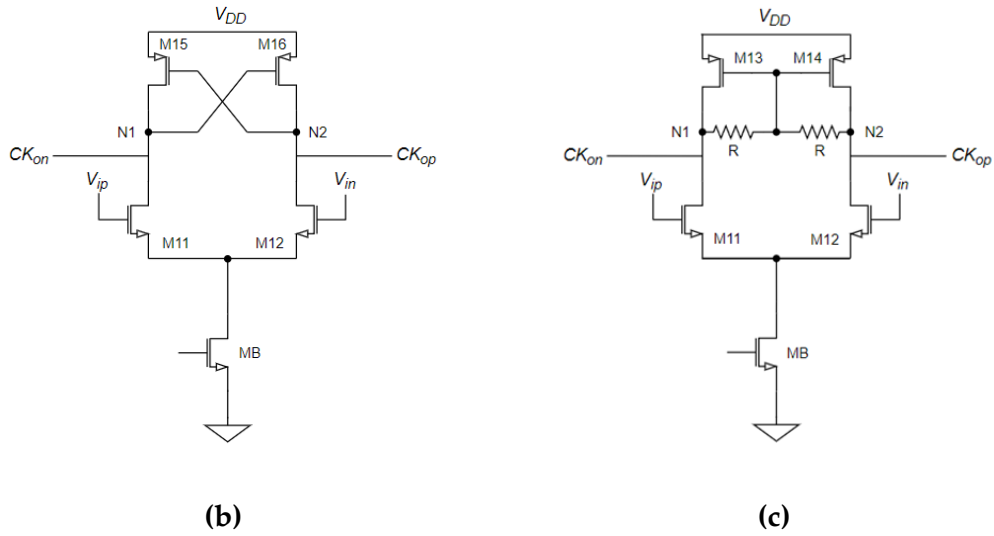 VDD
M15 M16
N1 N2
CKon CKop
Vip Vin
M11 M12
MB
(b)
VDD
M13 M14
N1 N2
R R
CKon CKop
Vip Vin
M11 M12
MB
(c)